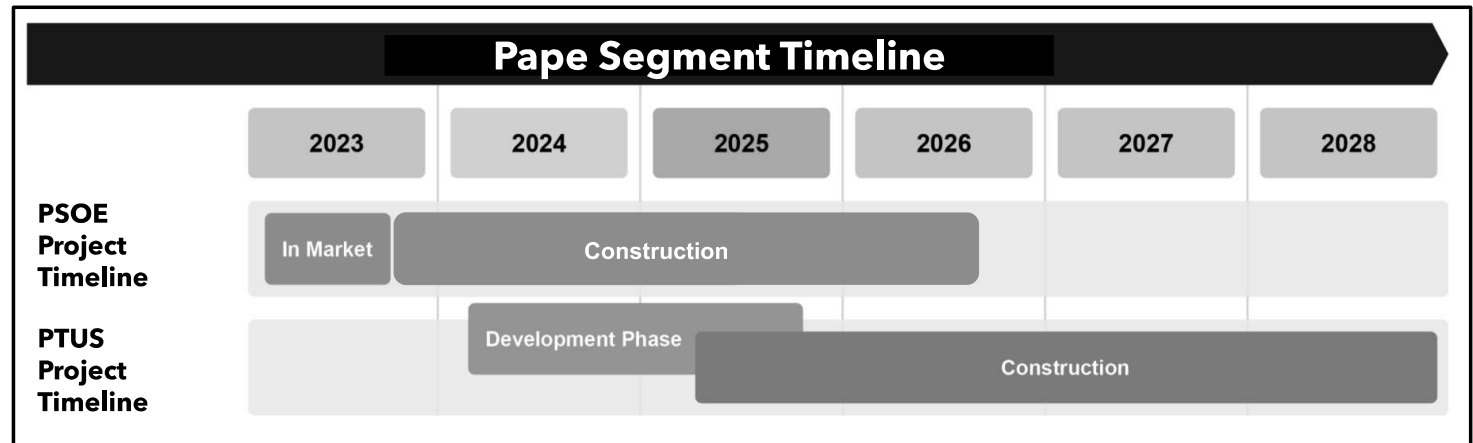 Pape Segment Timeline
2023 2024 2025 2026 2027 2028
PSOE
Project
Timeline
In Market
Construction
PTUS
Project
Timeline
Development Phase
Construction